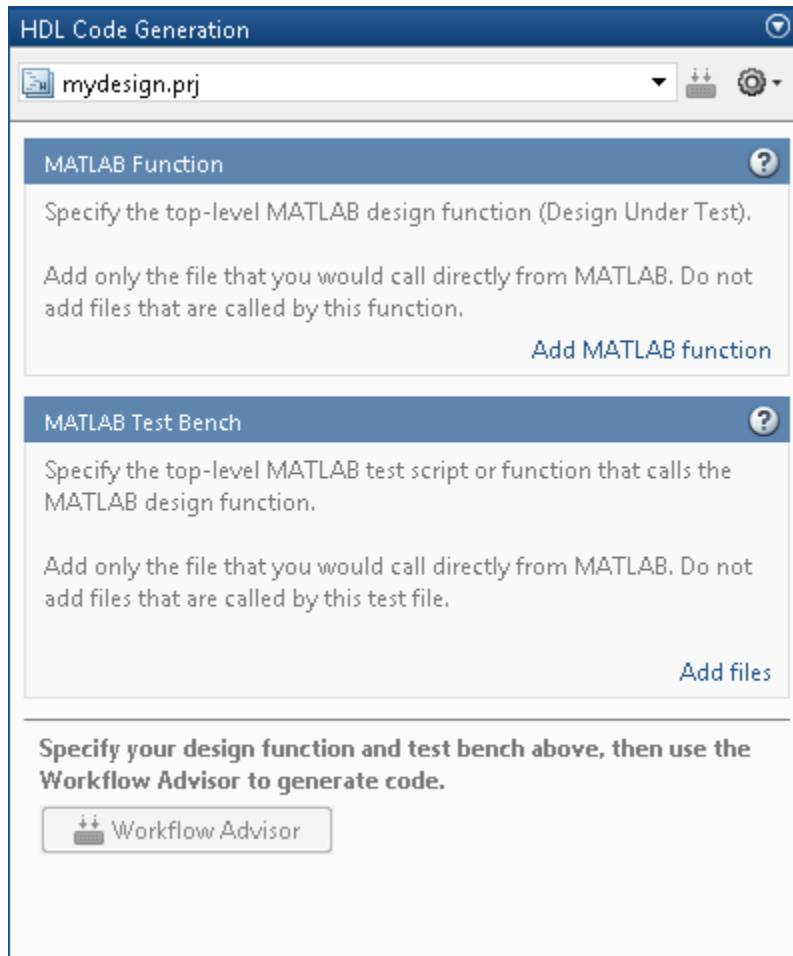 HDL Code Generation
mydesign.prj
MATLAB Function
Specify the top-level MATLAB design function (Design Under Test).
Add only the file that you would call directly from MATLAB. Do not
add files that are called by this function.
Add MATLAB function
MATLAB Test Bench
Specify the top-level MATLAB test script or function that calls the
MATLAB design function.
Add only the file that you would call directly from MATLAB. Do not
add files that are called by this test file.
Add files
Specify your design function and test bench above, then use the
Workflow Advisor to generate code.
Workflow Advisor